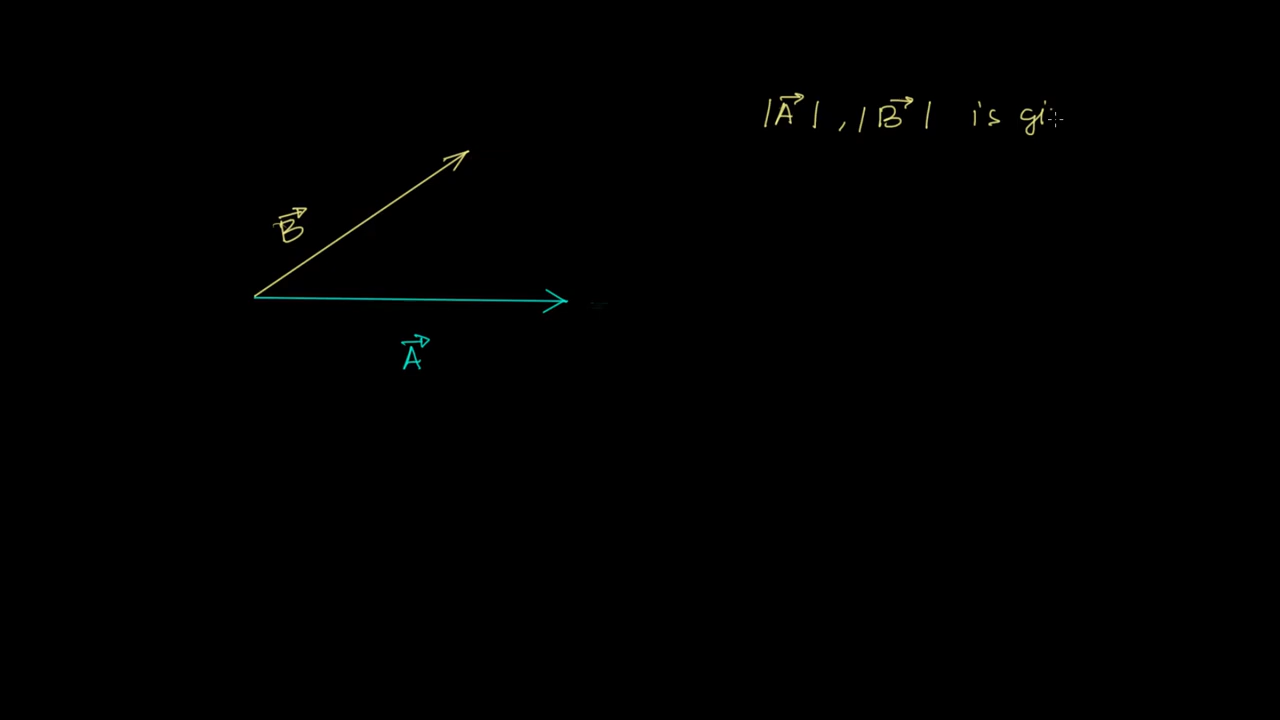 |A⃗|, |B⃗| is gi
B⃗
A⃗